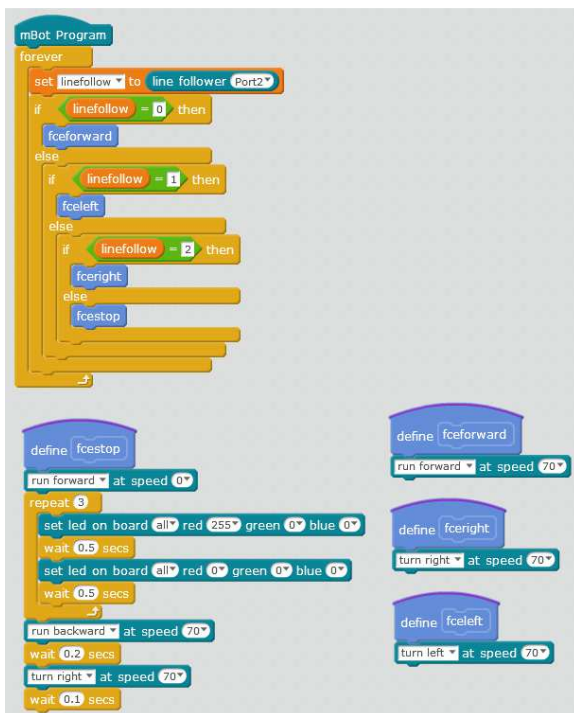 mBot Program
forever
set linefollow to line follower Port2
if linefollow = 0 then
fceforward
else
if linefollow = 1 then
fceleft
else
if linefollow = 2 then
fceright
else
fcestop
define fcestop
run forward at speed 0
repeat 3
set led on board all red 255 green 0 blue 0
wait 0.5 secs
set led on board all red 0 green 0 blue 0
wait 0.5 secs
run backward at speed 70
wait 0.2 secs
turn right at speed 70
wait 0.1 secs
define fceforward
run forward at speed 70
define fceright
turn right at speed 70
define fceleft
turn left at speed 70